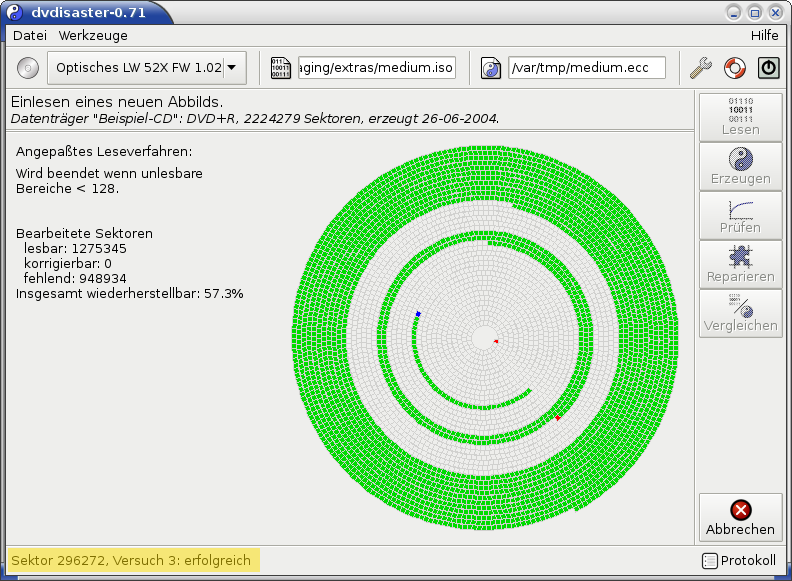 dvdisaster-0.71
Datei Werkzeuge Hilfe
Optisches LW 52X FW 1.02 aging/extras/medium.iso /var/tmp/medium.ecc
Einlesen eines neuen Abbilds.
Datenträger "Beispiel-CD": DVD+R, 2224279 Sektoren, erzeugt 26-06-2004.
Angepaßtes Leseverfahren:
Wird beendet wenn unlesbare
Bereiche < 128.
Bearbeitete Sektoren
lesbar: 1275345
korrigierbar: 0
fehlend: 948934
Insgesamt wiederherstellbar: 57.3%
01110
10011
00111
Lesen
Erzeugen
Prüfen
Reparieren
Vergleichen
Abbrechen
Sektor 296272, Versuch 3: erfolgreich
Protokoll